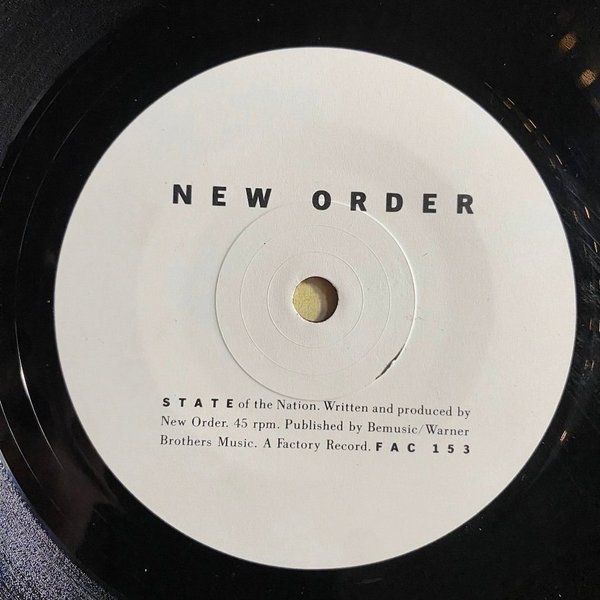 NEW ORDER
STATE of the Nation. Written and produced by
New Order. 45 rpm. Published by Bemusic/Warner
Brothers Music. A Factory Record. FAC 153